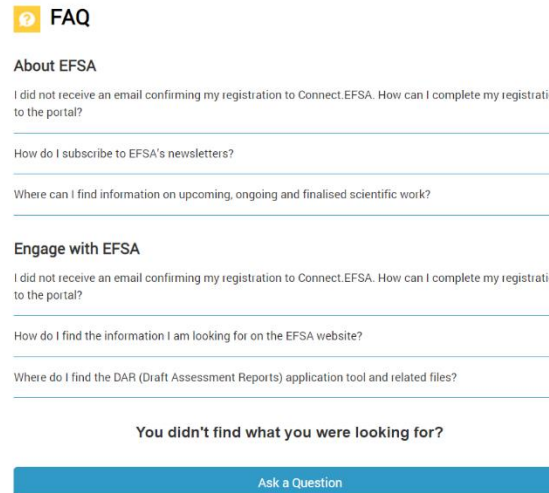 FAQ
About EFSA
I did not receive an email confirming my registration to Connect.EFSA. How can I complete my registrati
to the portal?
How do I subscribe to EFSA's newsletters?
Where can I find information on upcoming, ongoing and finalised scientific work?
Engage with EFSA
I did not receive an email confirming my registration to Connect.EFSA. How can I complete my registrati
to the portal?
How do I find the information I am looking for on the EFSA website?
Where do I find the DAR (Draft Assessment Reports) application tool and related files?
You didn't find what you were looking for?
Ask a Question